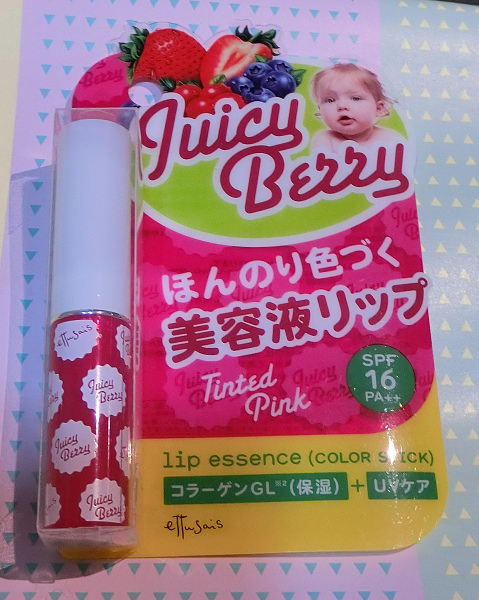 Juicy
Berry
ほんのり色づく
美容液リップ
Tinted
Pink
SPF
16
PA++
lip essence (COLOR STICK)
コラーゲンGL※2(保湿) + UVケア
ettusais
ettusais
Juicy
BERRY
Juicy
BERRY
Juicy
BERRY